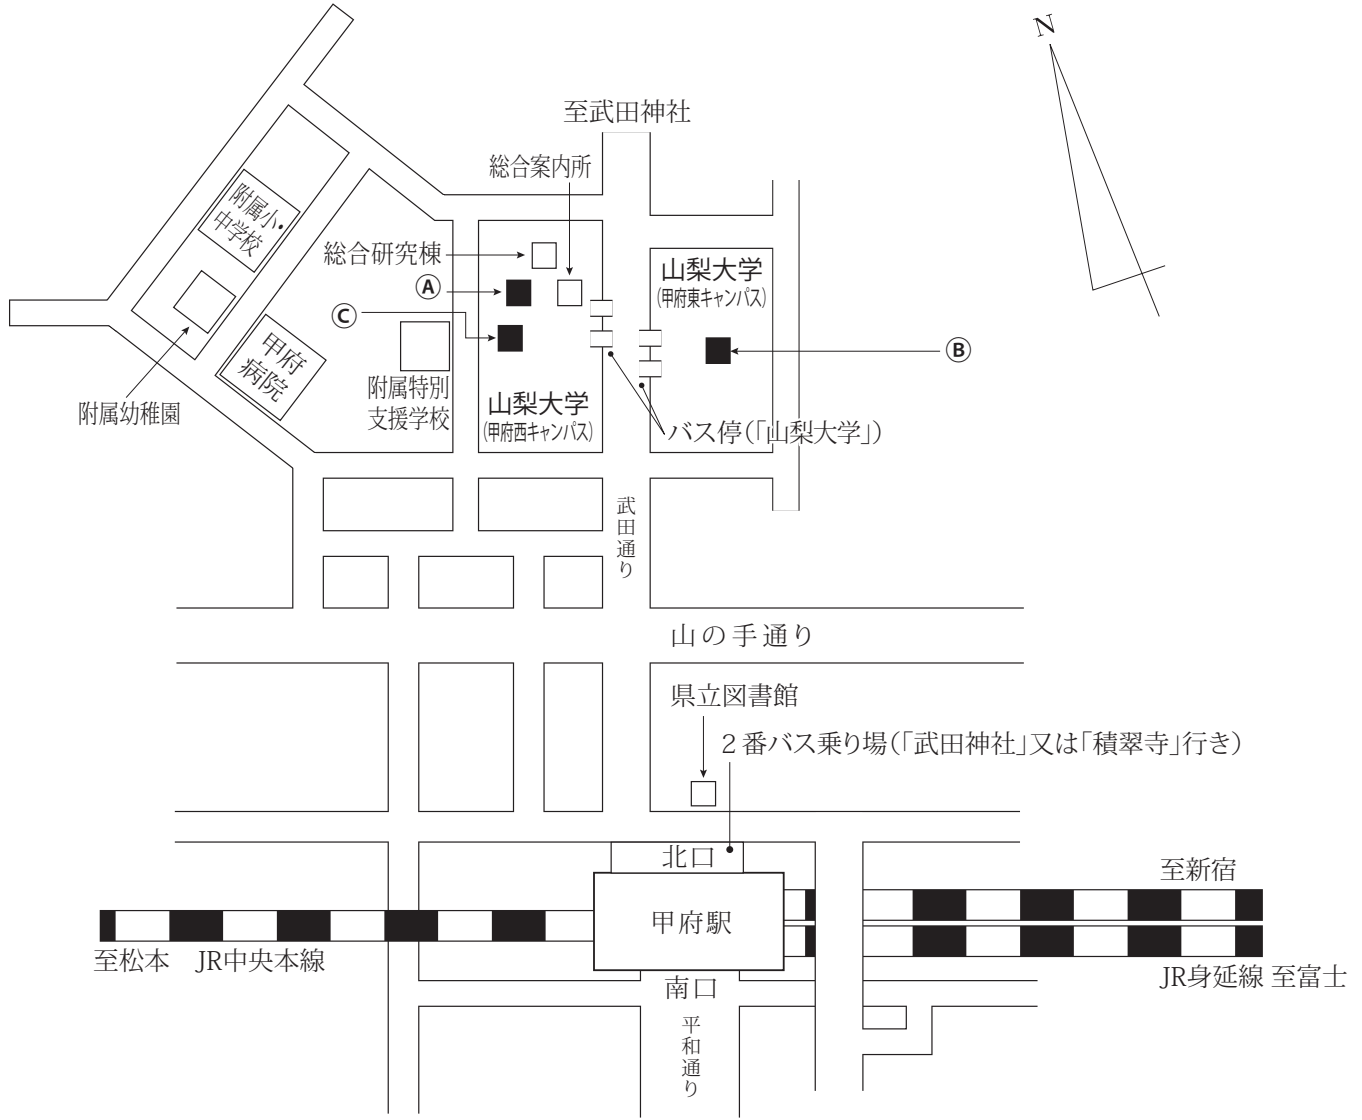 N
至武田神社
総合案内所
附属小・
中学校
総合研究棟
Ⓐ
Ⓒ
山梨大学
(甲府東キャンパス)
Ⓑ
甲府
病院
附属特別
支援学校
附属幼稚園
山梨大学
(甲府西キャンパス)
バス停(「山梨大学」)
武田通り
山の手通り
県立図書館
2番バス乗り場(「武田神社」又は「積翠寺」行き)
北口
至新宿
甲府駅
至松本 JR中央本線
JR身延線 至富士
南口
平和通り